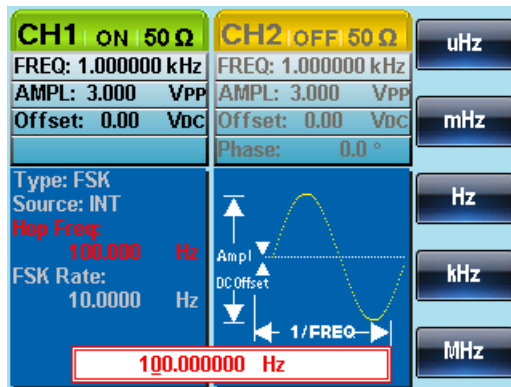 CH1 ON 50 Ω
FREQ: 1.000000 kHz
AMPL: 3.000 VPP
Offset: 0.00 VDC
CH2 OFF 50 Ω
FREQ: 1.000000 kHz
AMPL: 3.000 VPP
Offset: 0.00 VDC
Phase: 0.0 °
Type: FSK
Source: INT
Hop Freq:
100.000 Hz
FSK Rate:
10.0000 Hz
Ampl
DC Offset
1/FREQ
100.000000 Hz
uHz
mHz
Hz
kHz
MHz